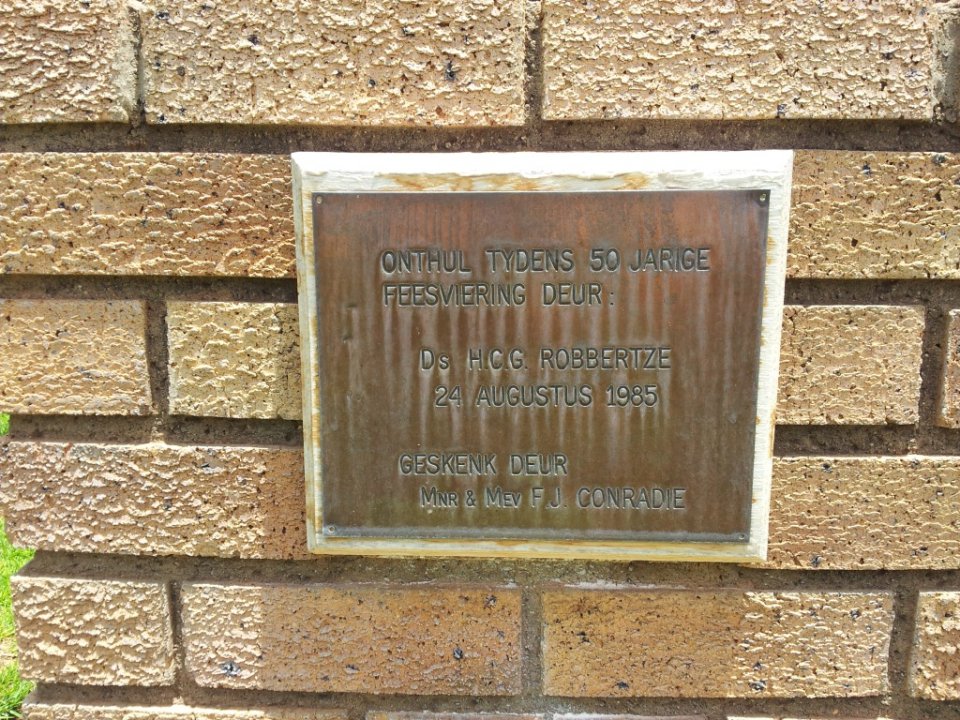 ONTHUL TYDENS 50 JARIGE
FEESVIERING DEUR:
Ds H.C.G. ROBBERTZE
24 AUGUSTUS 1985
GESKENK DEUR
MNR & MEV F.J. CONRADIE